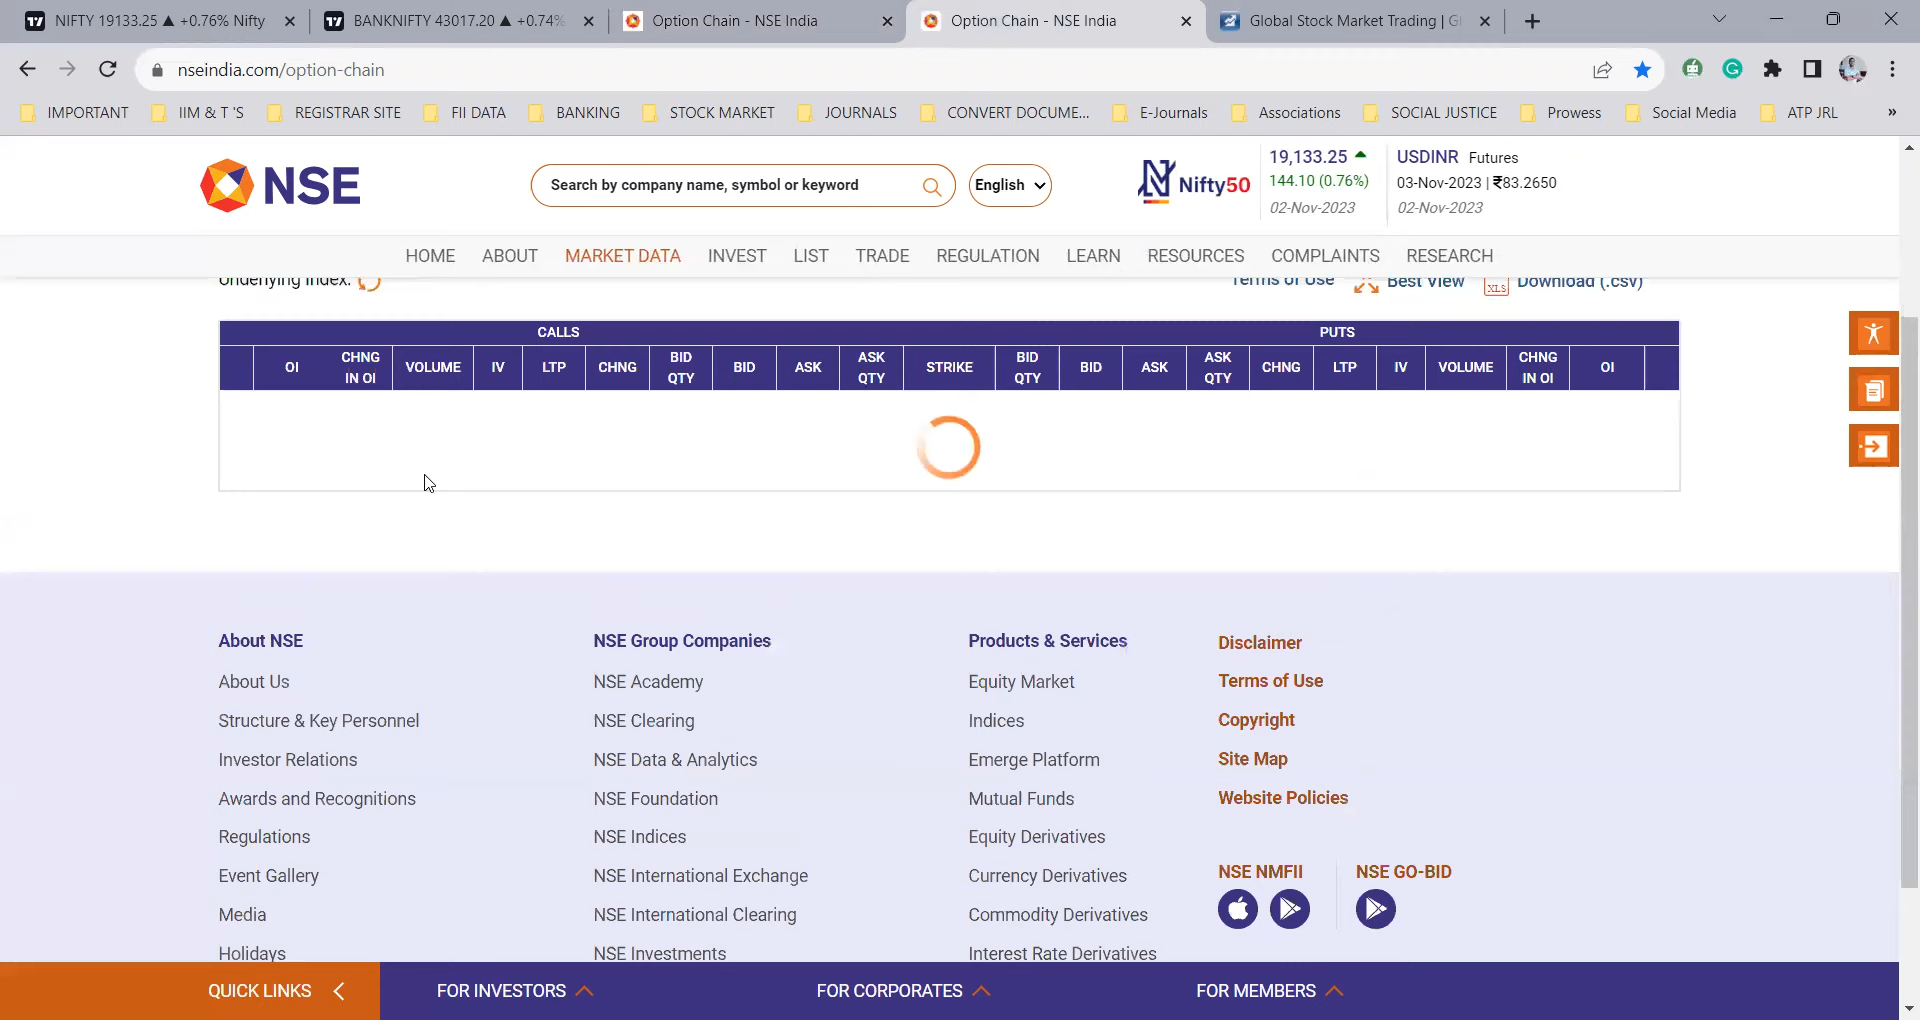 NIFTY 19133.25 ▲ +0.76% Nifty
BANKNIFTY 43017.20 ▲ +0.74%
Option Chain - NSE India
Option Chain - NSE India
Global Stock Market Trading | Gl
nseindia.com/option-chain
IMPORTANT
IIM & T 'S
REGISTRAR SITE
FII DATA
BANKING
STOCK MARKET
JOURNALS
CONVERT DOCUME...
E-Journals
Associations
SOCIAL JUSTICE
Prowess
Social Media
ATP JRL
»
NSE
Search by company name, symbol or keyword
English
Nifty50
19,133.25
144.10 (0.76%)
02-Nov-2023
USDINR Futures
03-Nov-2023 | ₹83.2650
02-Nov-2023
HOME
ABOUT
MARKET DATA
INVEST
LIST
TRADE
REGULATION
LEARN
RESOURCES
COMPLAINTS
RESEARCH
Underlying Index:
Terms of Use
Best View
XLS
Download (.csv)
CALLS
PUTS
OI
CHNG
IN OI
VOLUME
IV
LTP
CHNG
BID
QTY
BID
ASK
ASK
QTY
STRIKE
BID
QTY
BID
ASK
ASK
QTY
CHNG
LTP
IV
VOLUME
CHNG
IN OI
OI
About NSE
About Us
Structure & Key Personnel
Investor Relations
Awards and Recognitions
Regulations
Event Gallery
Media
Holidays
NSE Group Companies
NSE Academy
NSE Clearing
NSE Data & Analytics
NSE Foundation
NSE Indices
NSE International Exchange
NSE International Clearing
NSE Investments
Products & Services
Equity Market
Indices
Emerge Platform
Mutual Funds
Equity Derivatives
Currency Derivatives
Commodity Derivatives
Interest Rate Derivatives
Disclaimer
Terms of Use
Copyright
Site Map
Website Policies
NSE NMFII
NSE GO-BID
QUICK LINKS
FOR INVESTORS
FOR CORPORATES
FOR MEMBERS